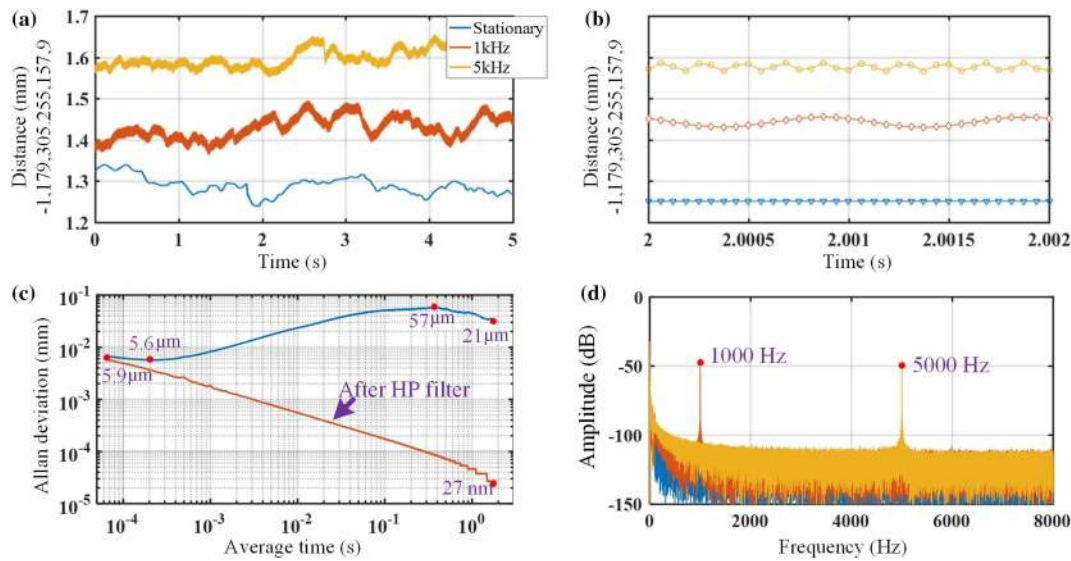 (a)
1.7
1.6
1.5
1.4
1.3
1.2
Distance (mm)
-1,179,305,255,157.9
Stationary
1kHz
5kHz
0 1 2 3 4 5
Time (s)
(b)
Distance (mm)
-1,179,305,255,157.9
2 2.0005 2.001 2.0015 2.002
Time (s)
(c)
10⁻¹
10⁻²
10⁻³
10⁻⁴
10⁻⁵
Allan deviation (mm)
5.6μm
5.9μm
57μm
21μm
After HP filter
27 nm
10⁻⁴ 10⁻³ 10⁻² 10⁻¹ 10⁰
Average time (s)
(d)
0
-50
-100
-150
Amplitude (dB)
1000 Hz
5000 Hz
0 2000 4000 6000 8000
Frequency (Hz)